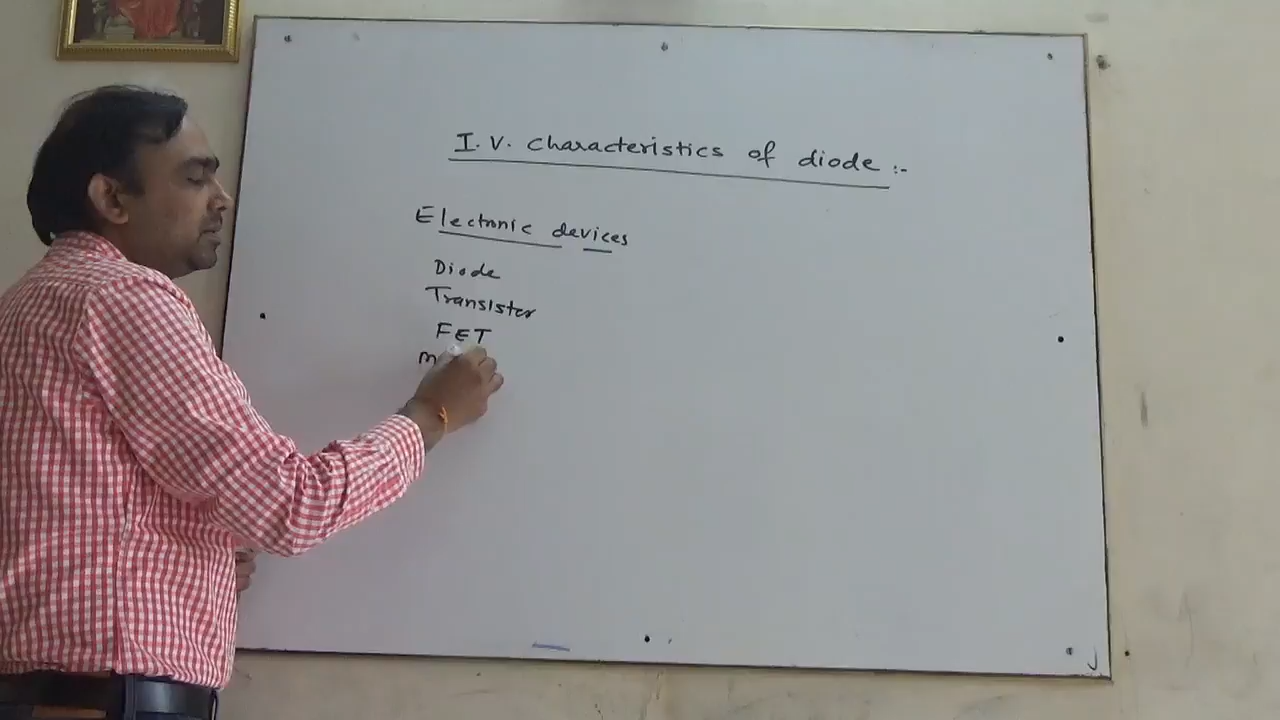 I.V. characteristics of diode :-
Electronic devices
Diode
Transistor
FET
m